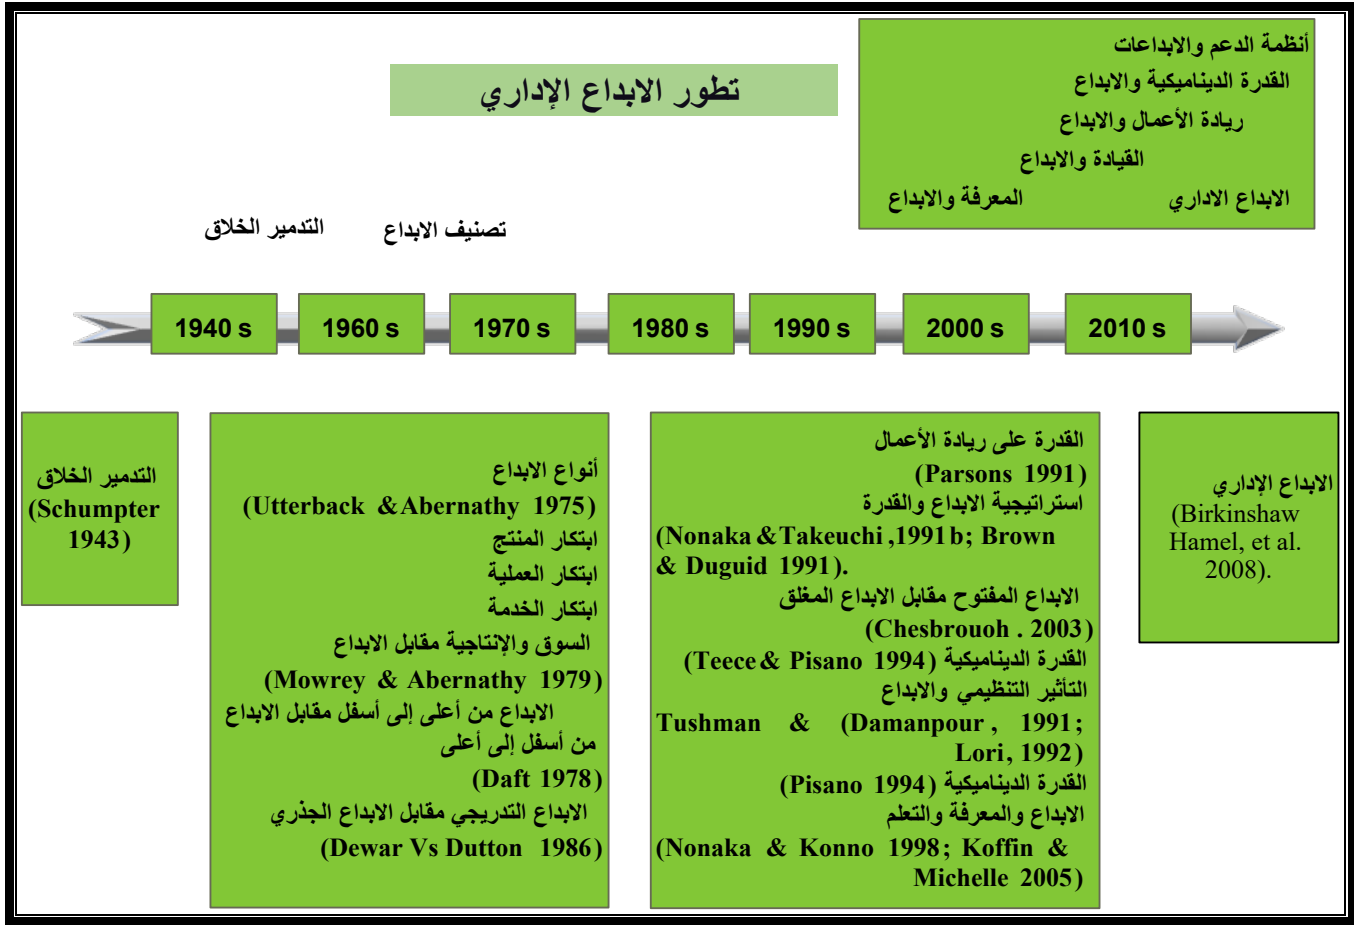 تطور الابداع الإداري
أنظمة الدعم والابداعات
القدرة الديناميكية والابداع
ريادة الأعمال والابداع
القيادة والابداع
الابداع الاداري المعرفة والابداع
التدمير الخلاق
تصنيف الابداع
1940 s
1960 s
1970 s
1980 s
1990 s
2000 s
2010 s
التدمير الخلاق
(Schumpter
1943)
أنواع الابداع
(Utterback & Abernathy 1975)
ابتكار المنتج
ابتكار العملية
ابتكار الخدمة
السوق والإنتاجية مقابل الابداع
(Mowrey & Abernathy 1979)
الابداع من أعلى إلى أسفل مقابل الابداع
من أسفل إلى أعلى
(Daft 1978)
الابداع التدريجي مقابل الابداع الجذري
(Dewar Vs Dutton 1986)
القدرة على ريادة الأعمال
(Parsons 1991)
استراتيجية الابداع والقدرة
(Nonaka & Takeuchi ,1991 b; Brown
& Duguid 1991).
الابداع المفتوح مقابل الابداع المغلق
(Chesbrouoh . 2003)
القدرة الديناميكية (Teece & Pisano 1994)
التأثير التنظيمي والابداع
Tushman & (Damanpour , 1991;
Lori, 1992)
القدرة الديناميكية (Pisano 1994)
الابداع والمعرفة والتعلم
(Nonaka & Konno 1998; Koffin &
Michelle 2005)
الابداع الإداري
(Birkinshaw
Hamel, et al.
2008).